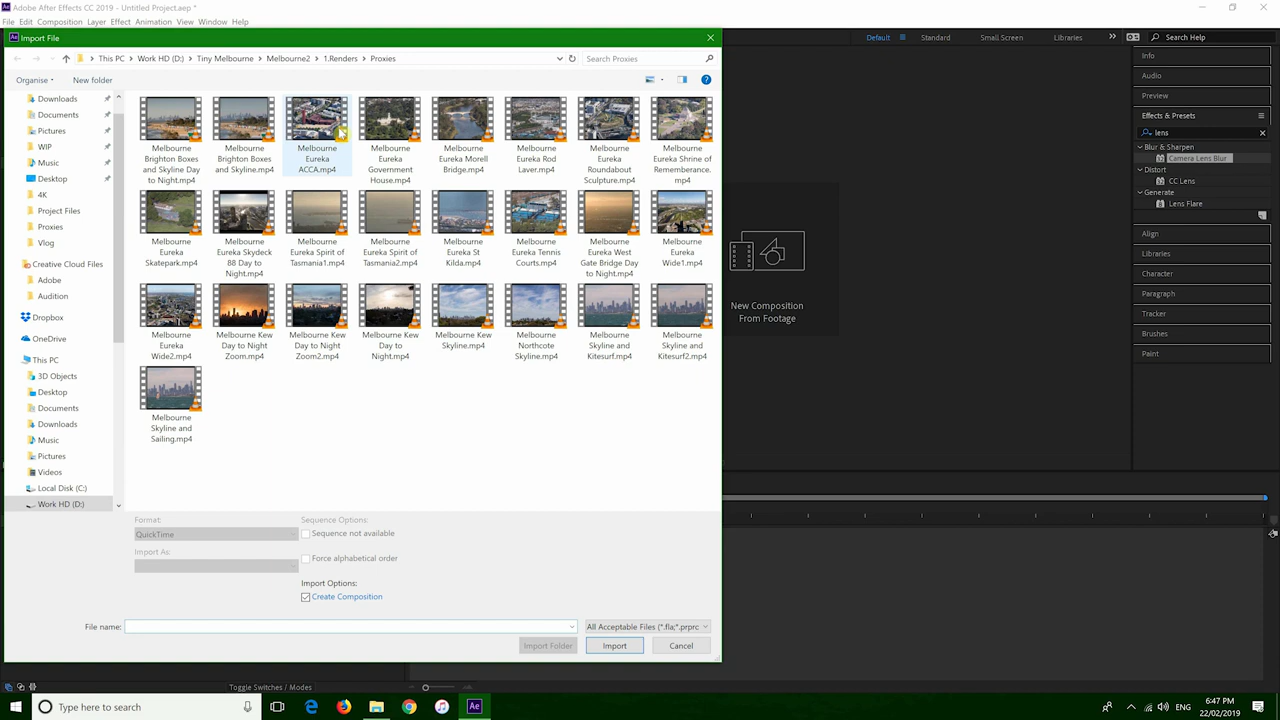 Adobe After Effects CC 2019 - Untitled Project.aep *
File Edit Composition Layer Effect Animation View Window Help
Import File
This PC > Work HD (D:) > Tiny Melbourne > Melbourne2 > 1.Renders > Proxies
Search Proxies
Default Standard Small Screen Libraries >> Search Help
Organise New folder
Info
Audio
Preview
Effects & Presets
lens
Blur & Sharpen
Camera Lens Blur
Distort
CC Lens
Generate
Lens Flare
Align
Libraries
Character
Paragraph
Tracker
Brushes
Paint
Downloads
Documents
Pictures
WIP
Music
Desktop
4K
Project Files
Proxies
Vlog
Creative Cloud Files
Adobe
Audition
Dropbox
OneDrive
This PC
3D Objects
Desktop
Documents
Downloads
Music
Pictures
Videos
Local Disk (C:)
Work HD (D:)
Melbourne Brighton Boxes and Skyline Day to Night.mp4
Melbourne Brighton Boxes and Skyline.mp4
Melbourne Eureka ACCA.mp4
Melbourne Eureka Government House.mp4
Melbourne Eureka Morell Bridge.mp4
Melbourne Eureka Rod Laver.mp4
Melbourne Eureka Roundabout Sculpture.mp4
Melbourne Eureka Shrine of Rememberance.mp4
Melbourne Eureka Skatepark.mp4
Melbourne Eureka Skydeck 88 Day to Night.mp4
Melbourne Eureka Spirit of Tasmania1.mp4
Melbourne Eureka Spirit of Tasmania2.mp4
Melbourne Eureka St Kilda.mp4
Melbourne Eureka Tennis Courts.mp4
Melbourne Eureka West Gate Bridge Day to Night.mp4
Melbourne Eureka Wide1.mp4
Melbourne Eureka Wide2.mp4
Melbourne Kew Day to Night Zoom.mp4
Melbourne Kew Day to Night Zoom2.mp4
Melbourne Kew Day to Night.mp4
Melbourne Kew Skyline.mp4
Melbourne Northcote Skyline.mp4
Melbourne Skyline and Kitesurf.mp4
Melbourne Skyline and Kitesurf2.mp4
Melbourne Skyline and Sailing.mp4
New Composition
From Footage
Format:
QuickTime
Import As:
Sequence Options:
Sequence not available
Force alphabetical order
Import Options:
Create Composition
File name:
All Acceptable Files (*.fla;*.prprc
Import Folder Import Cancel
Toggle Switches / Modes
Type here to search
ENG
6:47 PM
22/02/2019